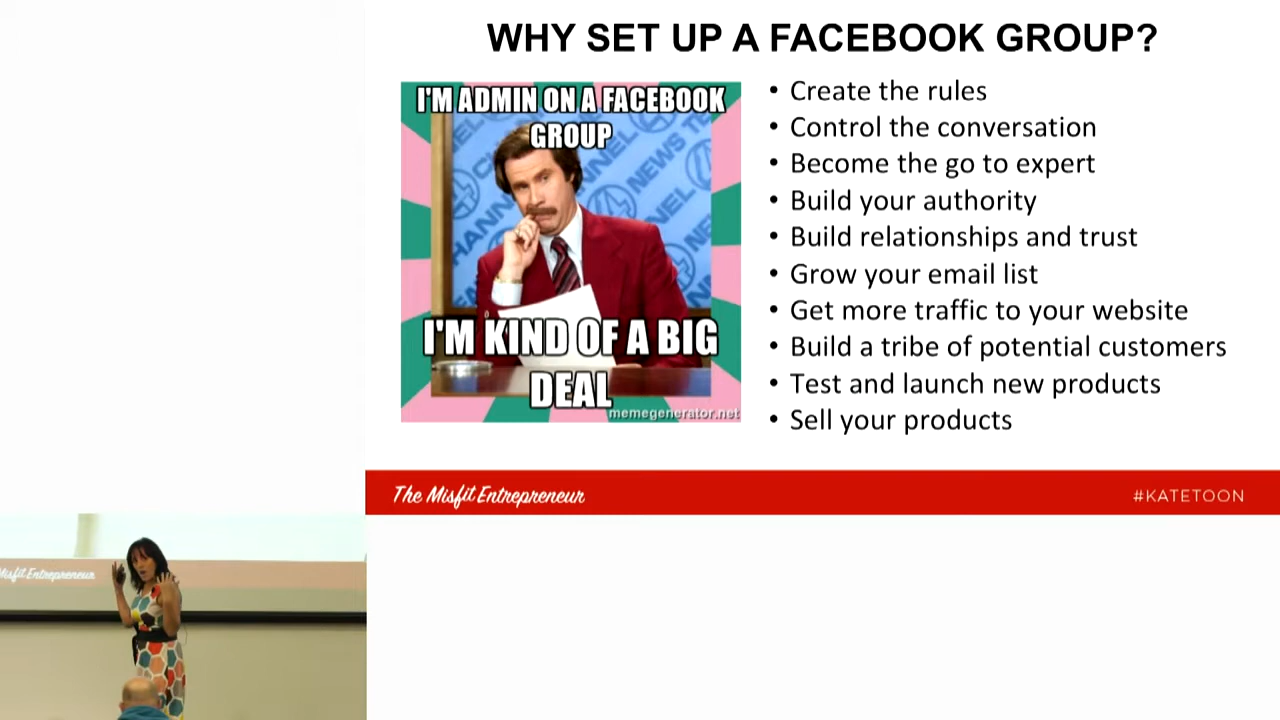 WHY SET UP A FACEBOOK GROUP?
I'M ADMIN ON A FACEBOOK
GROUP
I'M KIND OF A BIG
DEAL
memegenerator.net
• Create the rules
• Control the conversation
• Become the go to expert
• Build your authority
• Build relationships and trust
• Grow your email list
• Get more traffic to your website
• Build a tribe of potential customers
• Test and launch new products
• Sell your products
The Misfit Entrepreneur
#KATETOON
Misfit Entrepreneur